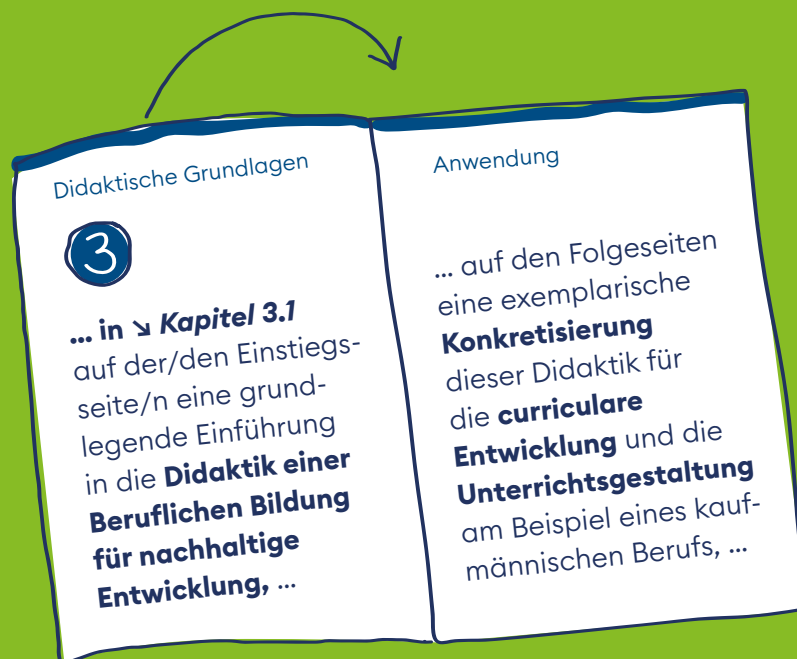 Didaktische Grundlagen
3
... in ↘ Kapitel 3.1
auf der/den Einstiegs-
seite/n eine grund-
legende Einführung
in die Didaktik einer
Beruflichen Bildung
für nachhaltige
Entwicklung, ...
Anwendung
... auf den Folgeseiten
eine exemplarische
Konkretisierung
dieser Didaktik für
die curriculare
Entwicklung und die
Unterrichtsgestaltung
am Beispiel eines kauf-
männischen Berufs, ...